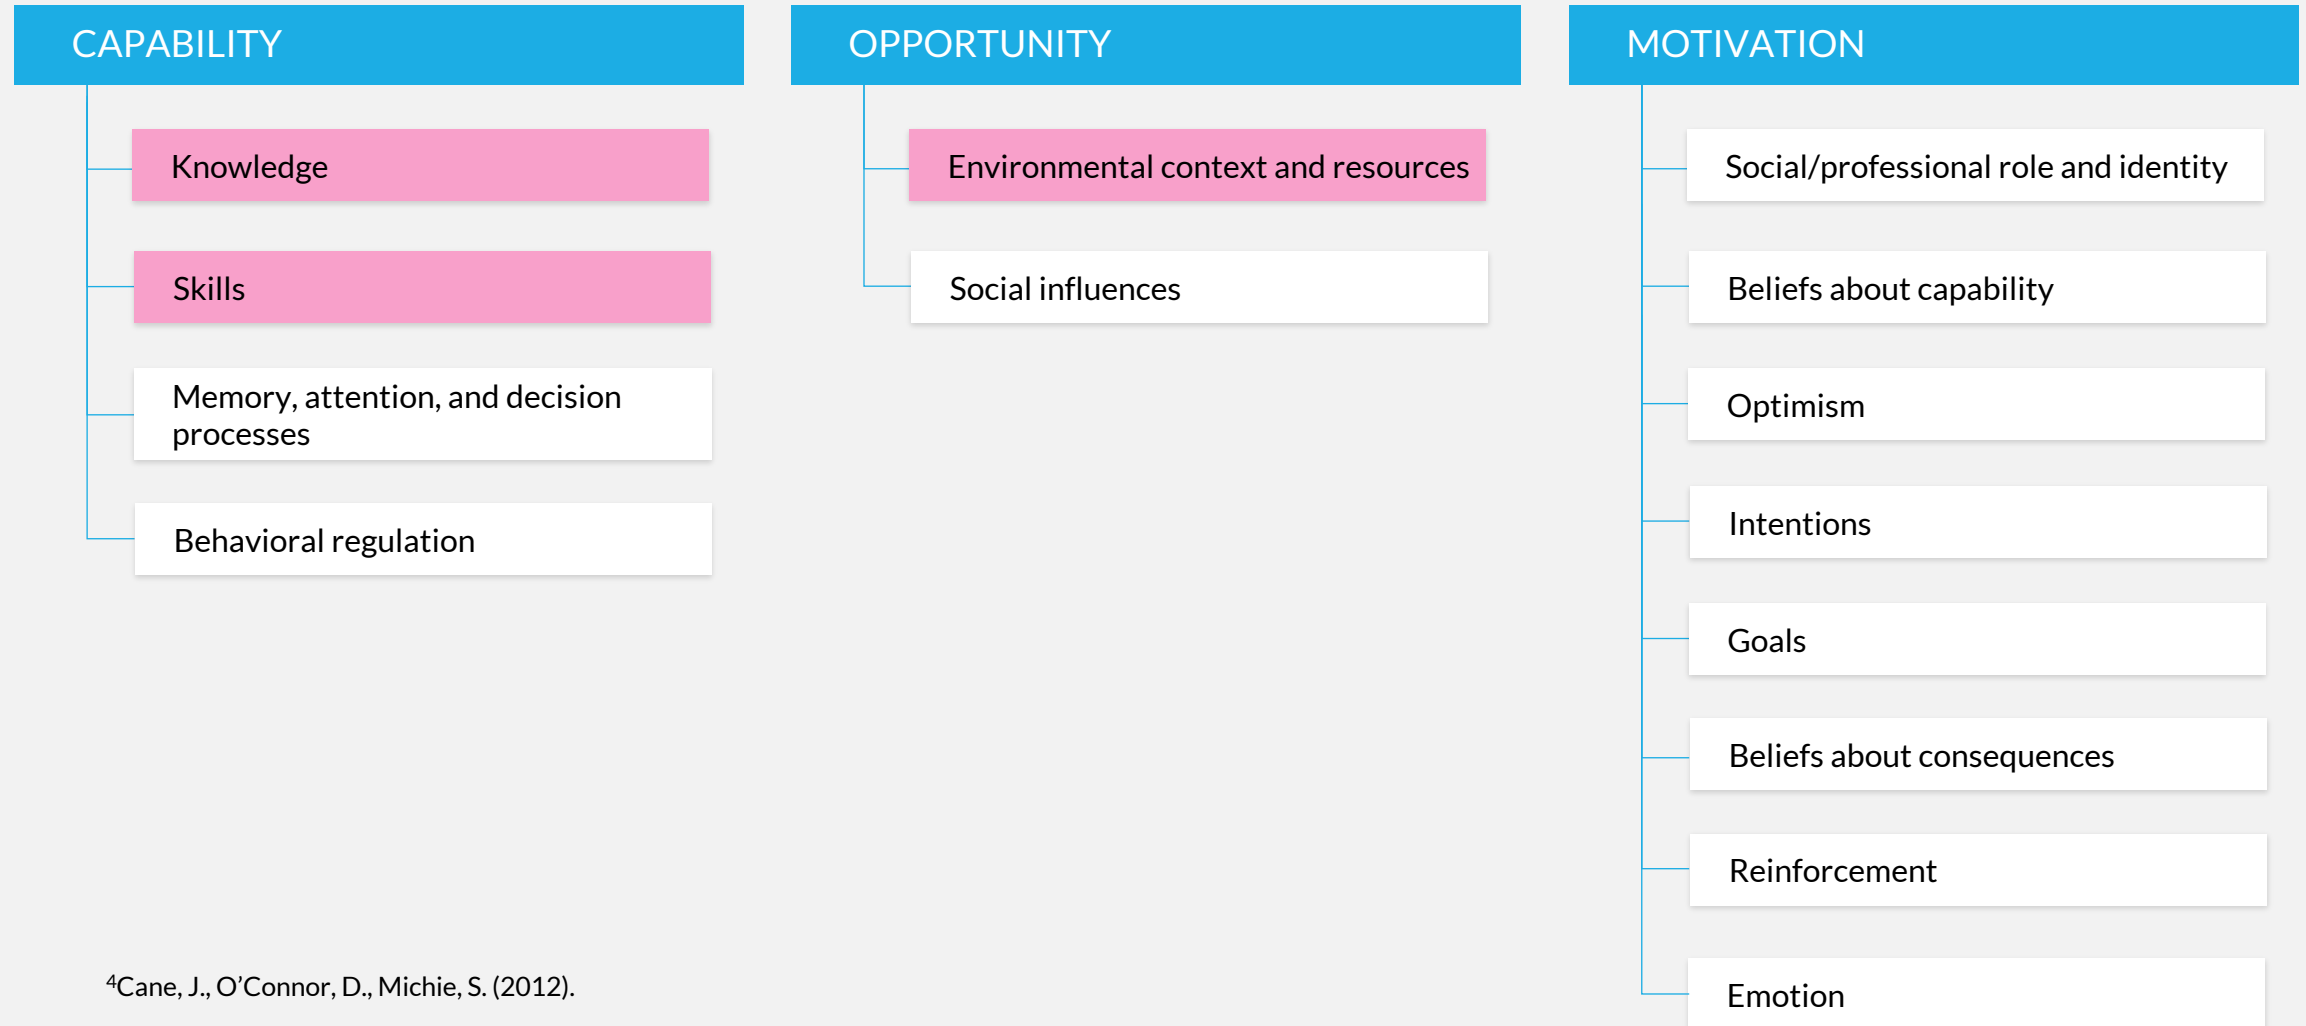 CAPABILITY
Knowledge
Skills
Memory, attention, and decision
processes
Behavioral regulation
OPPORTUNITY
Environmental context and resources
Social influences
MOTIVATION
Social/professional role and identity
Beliefs about capability
Optimism
Intentions
Goals
Beliefs about consequences
Reinforcement
Emotion
⁴Cane, J., O’Connor, D., Michie, S. (2012).